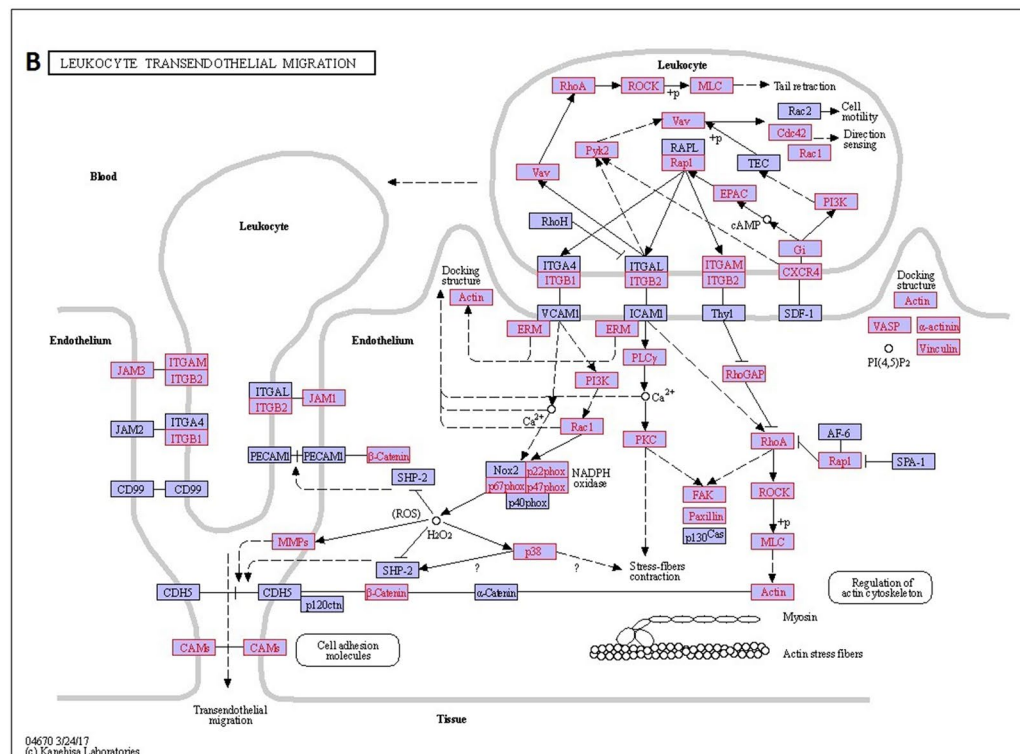 B LEUKOCYTE TRANSENDOTHELIAL MIGRATION
Leukocyte
RhoA ROCK +p MLC Tail retraction
Rac2 Cell motility
Vav +p Cdc42 Direction sensing
Rac1
Pyk2 RAPL Rap1 TEC
Blood
Vav EPAC PI3K
cAMP
Leukocyte
RhoH Gi
ITGA4 ITGAL ITGAM CXCR4
ITGB1 ITGB2 ITGB2
Docking structure
Actin
Docking structure
Actin
VCAM1 ICAM1 Thy1 SDF-1
ERM ERM
VASP α-actinin
Vinculin
PI(4,5)P2
Endothelium
Endothelium
JAM3 ITGAM
ITGB2
PLCγ
RhoGAP
PI3K
ITGAL JAM1
ITGB2
Ca2+
Ca2+
JAM2 ITGA4
ITGB1
Rac1
PKC RhoA AF-6
Rap1 SPA-1
PECAM1 PECAM1 β-Catenin
Nox2 p22phox NADPH oxidase
p67phox p47phox
p40phox
SHP-2
CD99 CD99
FAK ROCK
Paxillin +p
p130Cas
(ROS)
H2O2
MMPs p38 MLC
SHP-2 ? ? Stress-fibers contraction
CDH5 CDH5 β-Catenin α-Catenin Actin
p120ctn
Regulation of actin cytoskeleton
Myosin
CAMs CAMs Cell adhesion molecules
Actin stress fibers
Transendothelial migration
Tissue
04670 3/24/17
(c) Kanehisa Laboratories